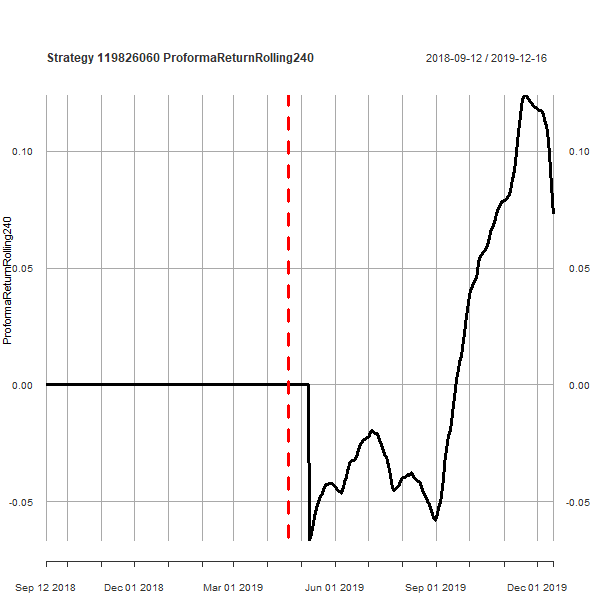 Strategy 119826060 ProformaReturnRolling240
2018-09-12 / 2019-12-16
0.10
0.10
ProformaReturnRolling240
0.05
0.05
0.00
0.00
-0.05
-0.05
Sep 12 2018
Dec 01 2018
Mar 01 2019
Jun 01 2019
Sep 01 2019
Dec 01 2019